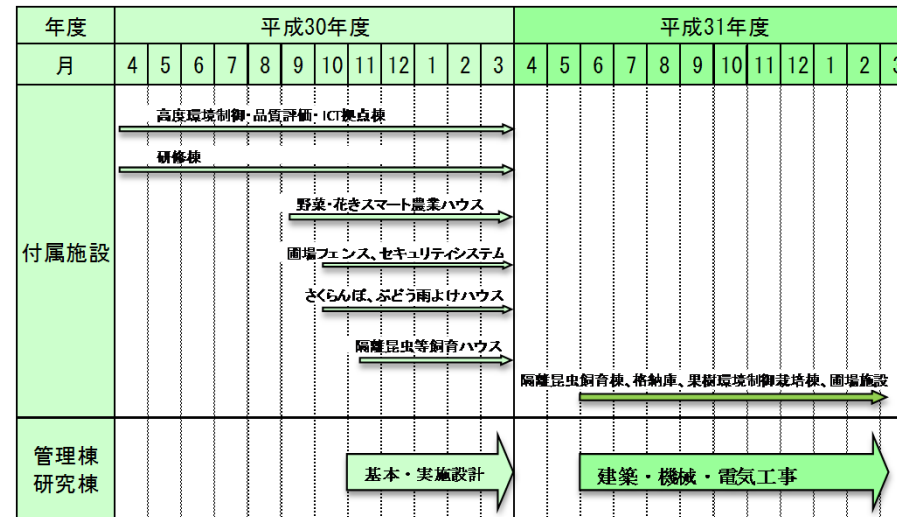 年度 平成30年度 平成31年度
月 4 5 6 7 8 9 10 11 12 1 2 3 4 5 6 7 8 9 10 11 12 1 2 3
付属施設
高度環境制御・品質評価・ICT拠点棟
研修棟
野菜・花きスマート農業ハウス
圃場フェンス、セキュリティシステム
さくらんぼ、ぶどう雨よけハウス
隔離昆虫等飼育ハウス
隔離昆虫飼育棟、格納庫、果樹環境制御栽培棟、圃場施設
管理棟
研究棟
基本・実施設計 建築・機械・電気工事